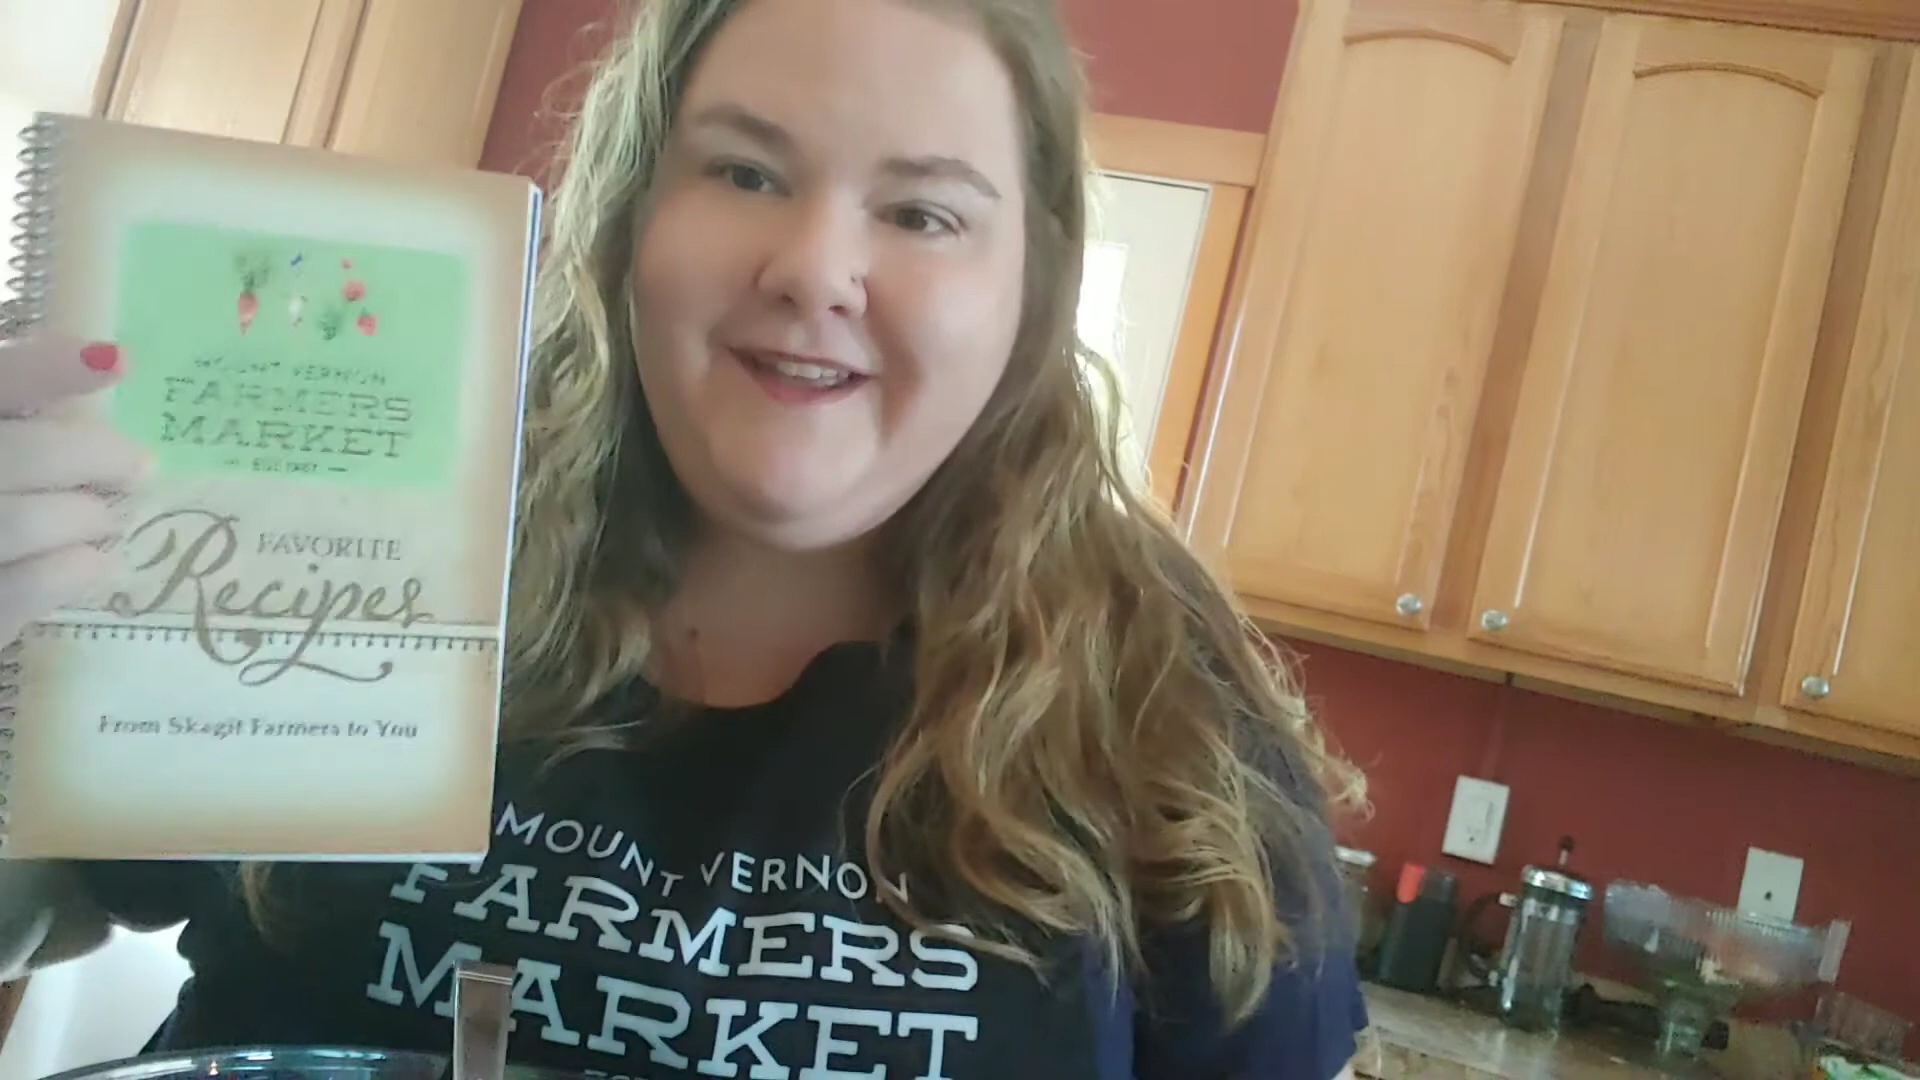 MOUNT VERNON
FARMERS
MARKET
FAVORITE
Recipes
From Skagit Farmers to You
MOUNT VERNON
FARMERS
MARKET